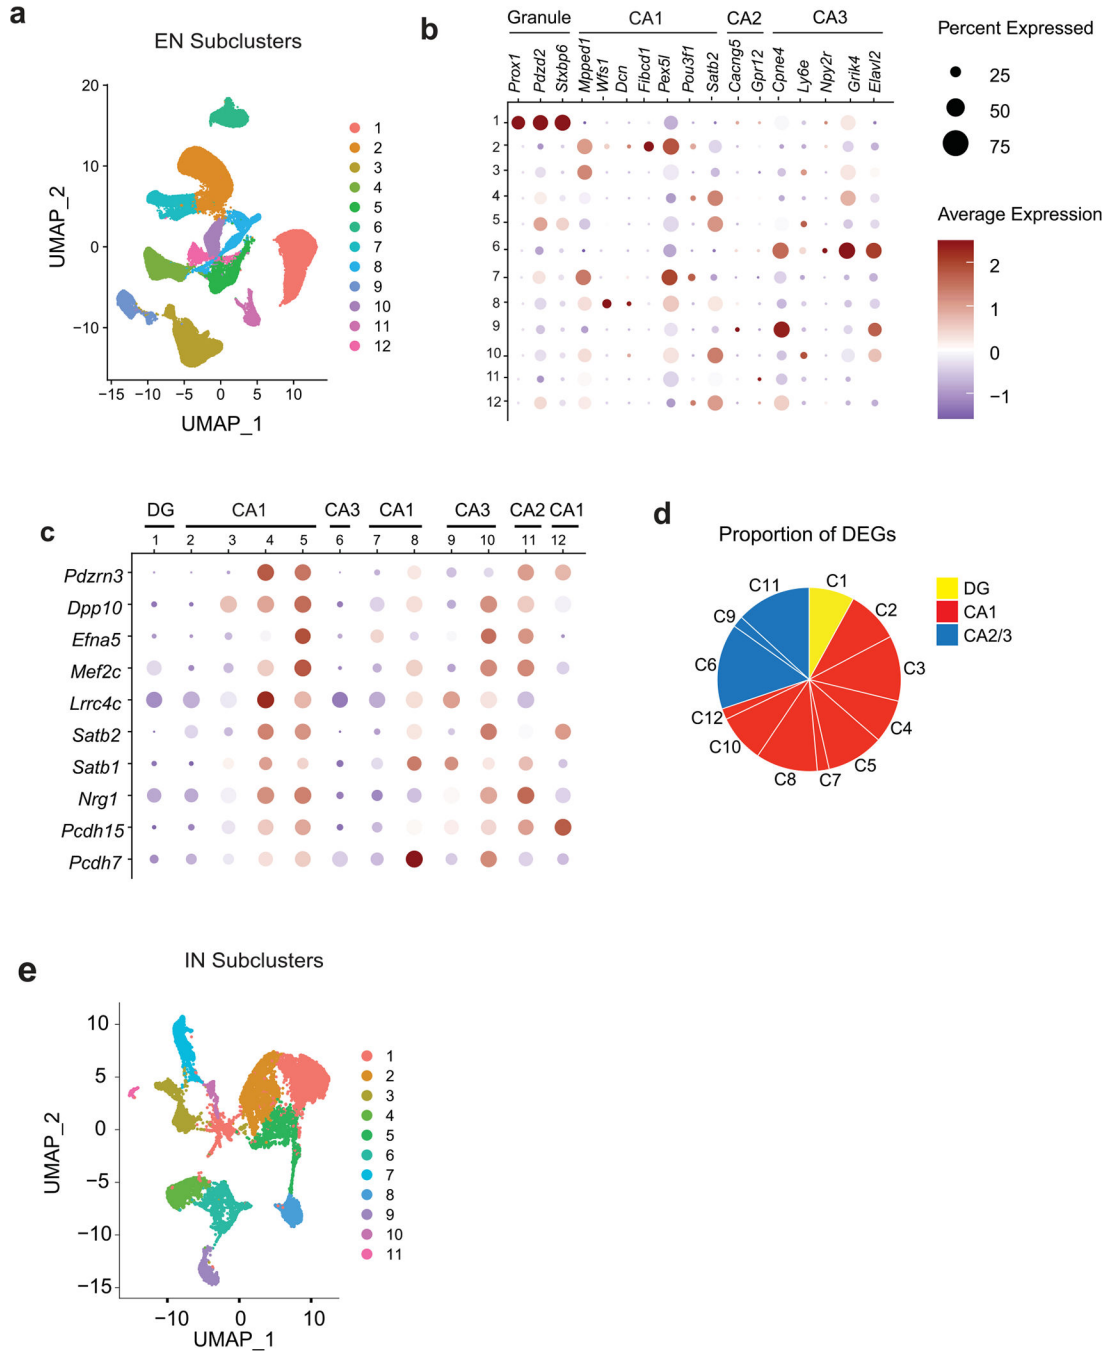 a
EN Subclusters
20
10
0
−10
UMAP_2
−15 −10 −5 0 5 10
UMAP_1
1
2
3
4
5
6
7
8
9
10
11
12
b
Granule CA1 CA2 CA3
Prox1 Pdzd2 Stxbp6 Mpped1 Wfs1 Dcn Fibcd1 Pex5l Pou3f1 Satb2 Cacng5 Gpr12 Cpne4 Ly6e Npy2r Grik4 Elavl2
1
2
3
4
5
6
7
8
9
10
11
12
Percent Expressed
25
50
75
Average Expression
2
1
0
−1
c
DG CA1 CA3 CA1 CA3 CA2 CA1
1 2 3 4 5 6 7 8 9 10 11 12
Pdzrn3
Dpp10
Efna5
Mef2c
Lrrc4c
Satb2
Satb1
Nrg1
Pcdh15
Pcdh7
d
Proportion of DEGs
C1
C2
C3
C4
C5
C7
C8
C10
C12
C6
C9
C11
DG
CA1
CA2/3
e
IN Subclusters
10
5
0
−5
−10
−15
UMAP_2
−10 0 10
UMAP_1
1
2
3
4
5
6
7
8
9
10
11